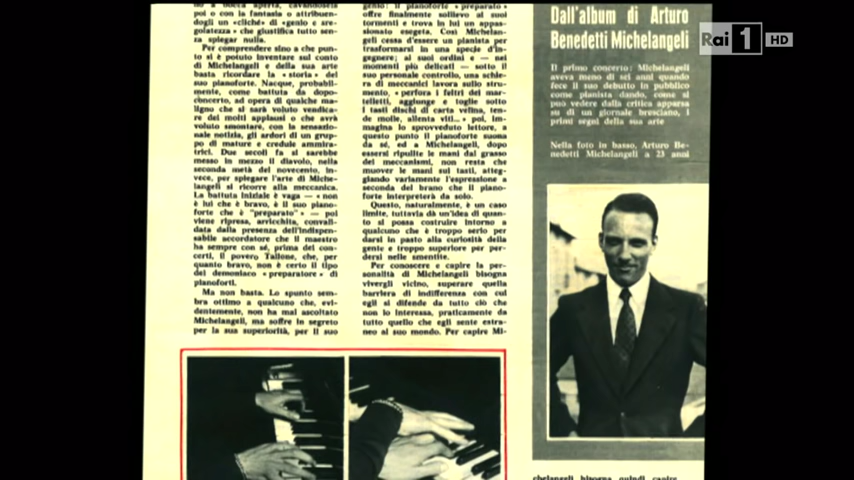 no a bocca aperta, cavandosela
poi o con la fantasia o attribuen-
dogli un «cliché» di «genio e sre-
golatezza » che giustifica tutto sen-
za spiegar nulla.
Per comprendere sino a che punto
si è potuto inventare sul conto
di Michelangeli e della sua arte
basta ricordare la « storia » del
suo pianoforte. Nacque, probabil-
mente, come battuta da dopo-
concerto, ad opera di qualche ma-
ligno che si sarà voluto vendica-
re dei molti applausi o che avrà
voluto smontare, con la sensazio-
nale notizia, gli ardori di un grup-
po di mature e credule ammira-
trici. Due secoli fa si sarebbe
messo in mezzo il diavolo, nella
seconda metà del novecento, in-
vece, per spiegar l'arte di Miche-
langeli si ricorre alla meccanica.
La battuta iniziale è vaga — « non
è lui che è bravo, è il suo piano-
forte che è "preparato" » — poi
viene ripresa, arricchita, convali-
data dalla presenza dell'indispen-
sabile accordatore che il maestro
ha sempre con sé, prima dei con-
certi, il povero Tallone, che, per
quanto bravo, non è certo il tipo
del demoniaco « preparatore » di
pianoforti.
Ma non basta. Lo spunto sem-
bra ottimo a qualcuno che, evi-
dentemente, non ha mai ascoltato
Michelangeli, ma soffre in segreto
per la sua superiorità, per il suo
genio: il pianoforte « preparato »
offre finalmente sollievo ai suoi
tormenti e trova in lui un appas-
sionato esegeta. Così Michelan-
geli cessa d'essere un pianista per
trasformarsi in una specie d'in-
gegnere; ai suoi ordini e — nei
momenti più delicati — sotto il
suo personale controllo, una schie-
ra di meccanici lavora sullo stru-
mento, « perfora i feltri dei mar-
telletti, aggiunge e toglie sotto
i tasti dischi di carta velina, ten-
de molle, allenta viti... » poi, im-
magina lo sprovveduto lettore, a
questo punto il pianoforte suona
da sé, ed a Michelangeli, dopo
essersi ripulite le mani dal grasso
dei meccanismi, non resta che
muovere le mani sui tasti, atteg-
giando variamente l'espressione a
seconda del brano che il piano-
forte interpreterà da solo.
Questo, naturalmente, è un caso
limite, tuttavia dà un'idea di quan-
to si possa costruire intorno a
qualcuno che è troppo serio per
darsi in pasto alla curiosità della
gente e troppo superiore per per-
dersi nelle smentite.
Per conoscere e capire la per-
sonalità di Michelangeli bisogna
vivergli vicino, superare quella
barriera di indifferenza con cui
egli si difende da tutto ciò che
non lo interessa, praticamente da
tutto quello che egli sente estra-
neo al suo mondo. Per capire Mi-
Dall'album di Arturo
Benedetti Michelangeli
Rai 1 HD
Il primo concerto: Michelangeli
aveva meno di sei anni quando
fece il suo debutto in pubblico
come pianista dando, come si
può vedere dalla critica apparsa
su di un giornale bresciano, i
primi segni della sua arte
Nella foto in basso, Arturo Be-
nedetti Michelangeli a 23 anni
chelangeli bisogna quindi capire